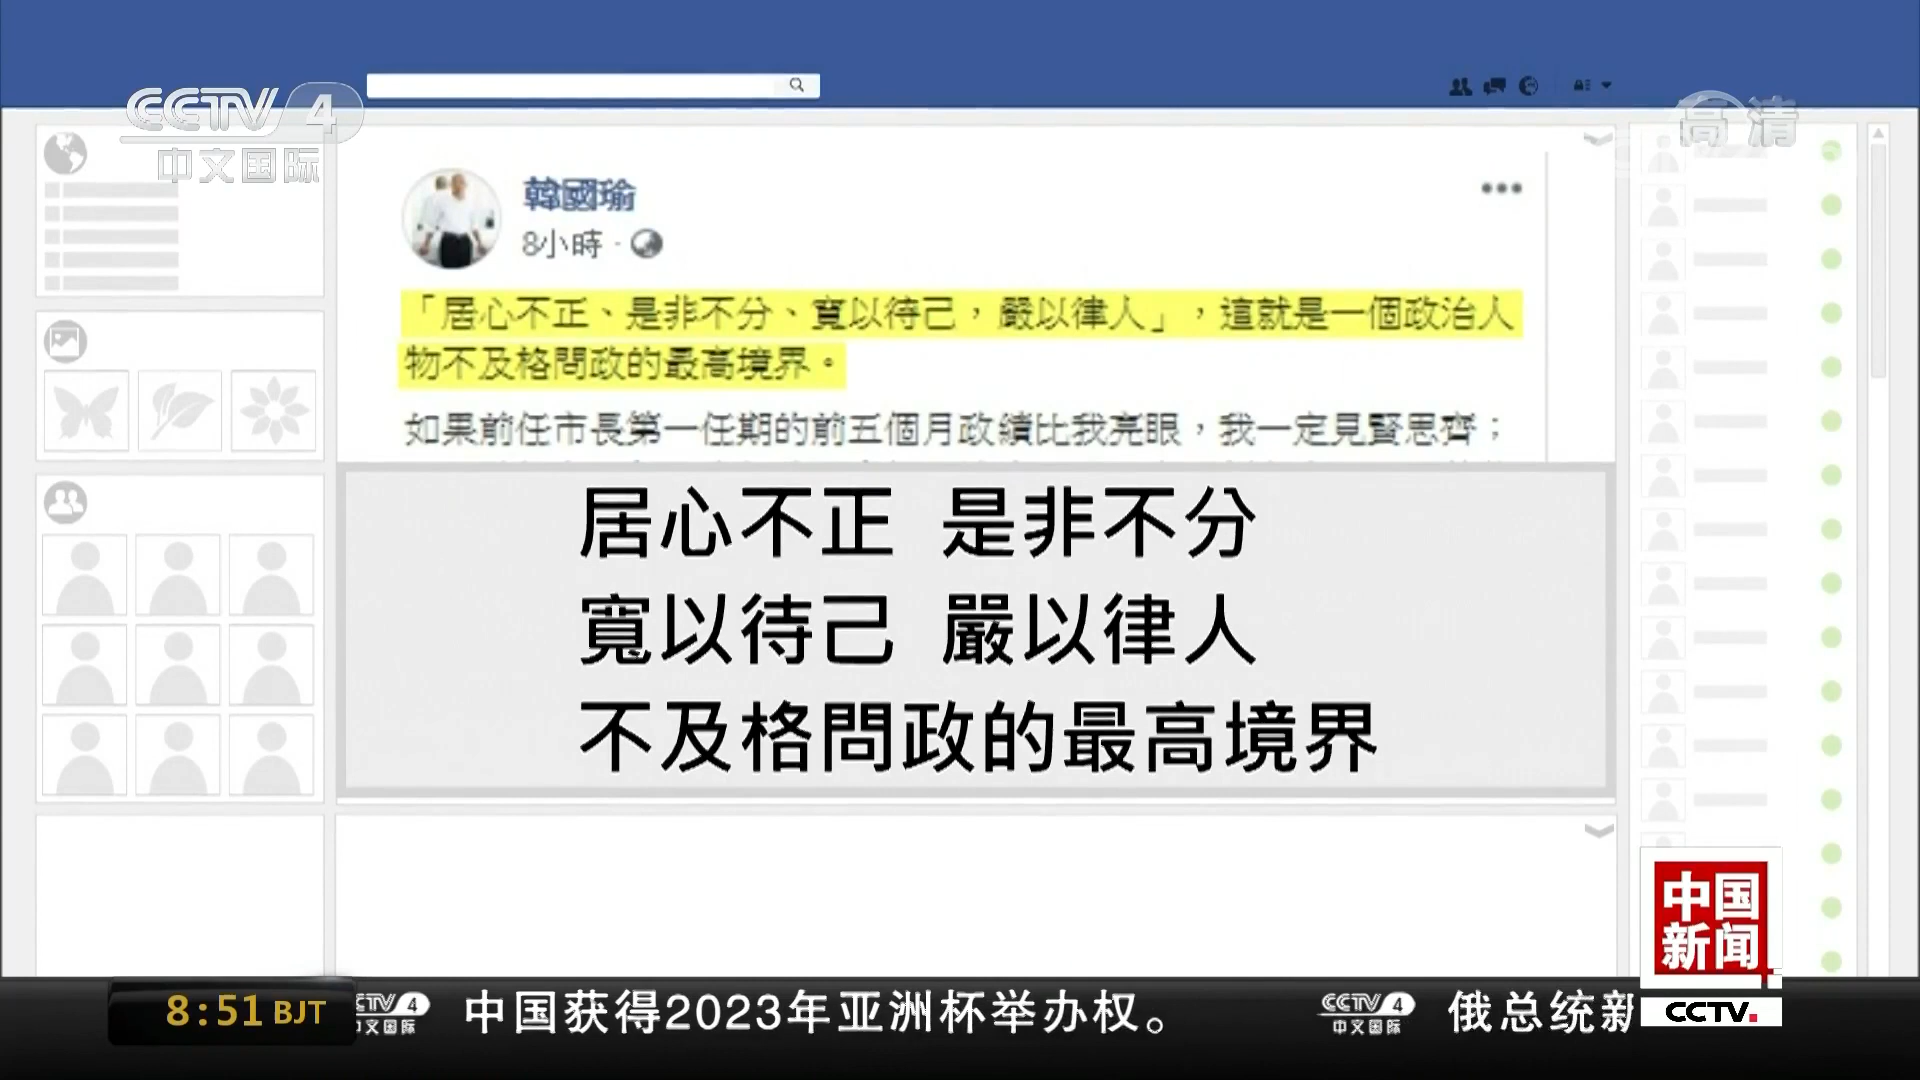 CCTV 4
中文国际
高清
韓國瑜
8小時 ·
「居心不正、是非不分、寬以待己，嚴以律人」，這就是一個政治人
物不及格問政的最高境界。
如果前任市長第一任期的前五個月政績比我亮眼，我一定見賢思齊；
居心不正 是非不分
寬以待己 嚴以律人
不及格問政的最高境界
中国
新闻
CCTV.
8:51 BJT
CTV 4
文国际
中国获得2023年亚洲杯举办权。
CCTV 4
中文国际
俄总统新